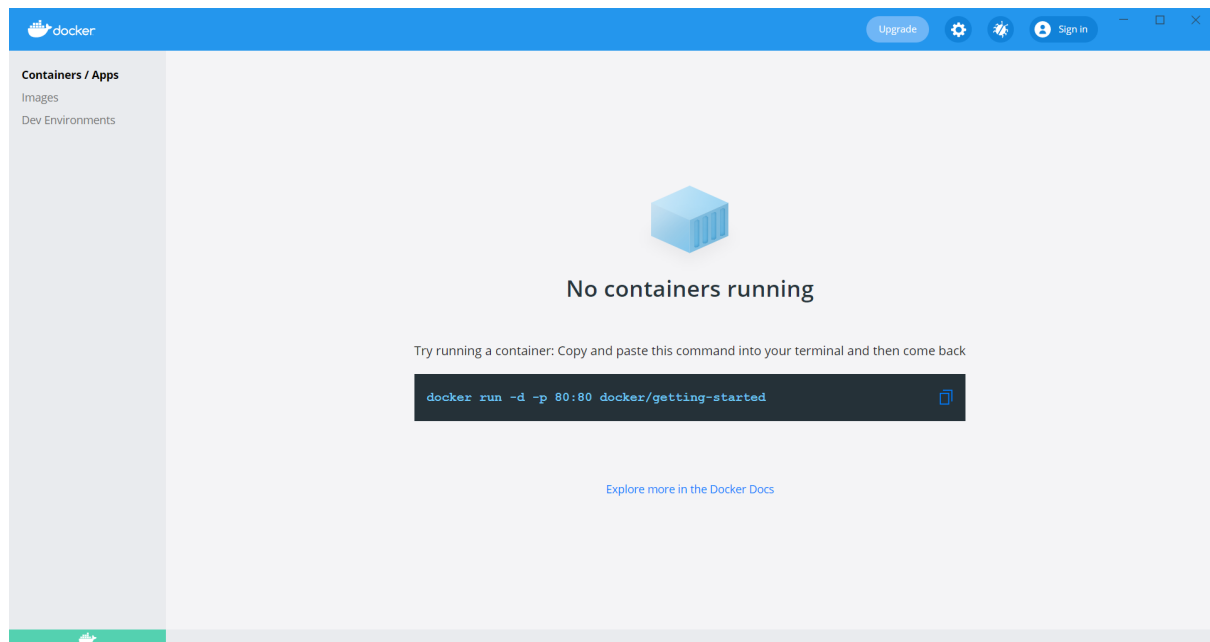 docker
Upgrade
Sign in
Containers / Apps
Images
Dev Environments
No containers running
Try running a container: Copy and paste this command into your terminal and then come back
docker run -d -p 80:80 docker/getting-started
Explore more in the Docker Docs